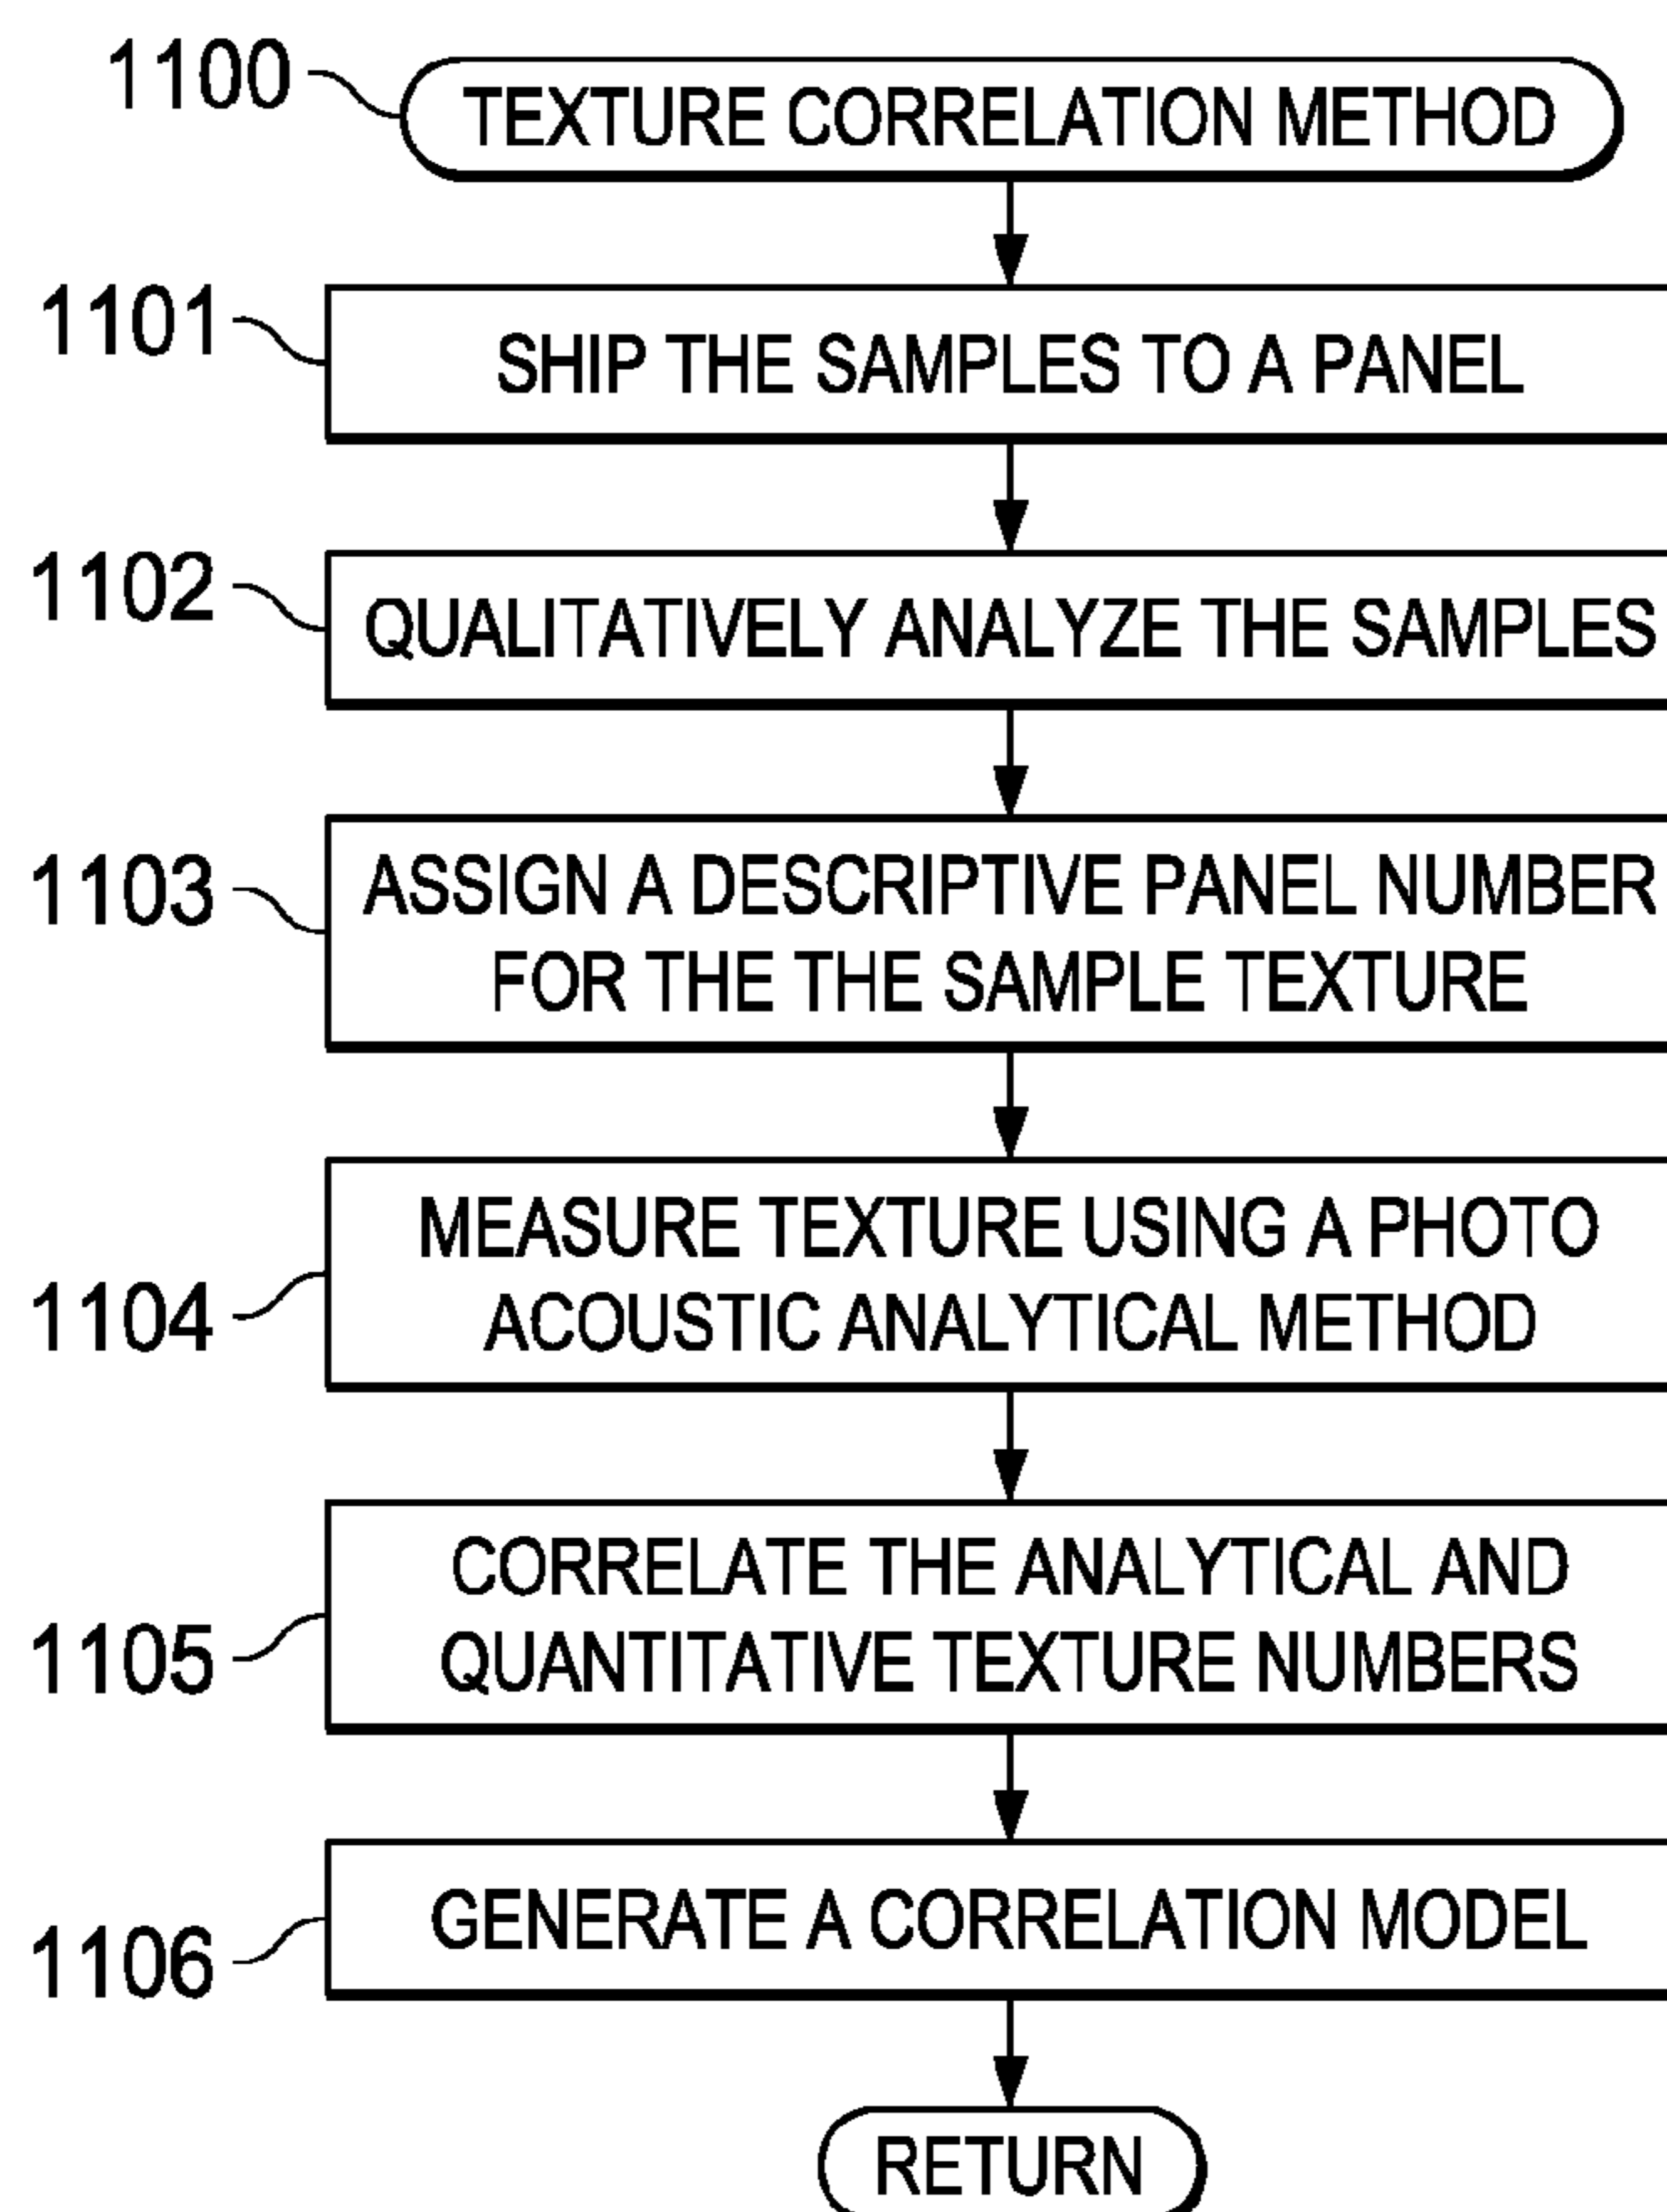 1100
TEXTURE CORRELATION METHOD
1101
SHIP THE SAMPLES TO A PANEL
1102
QUALITATIVELY ANALYZE THE SAMPLES
1103
ASSIGN A DESCRIPTIVE PANEL NUMBER
FOR THE THE SAMPLE TEXTURE
1104
MEASURE TEXTURE USING A PHOTO
ACOUSTIC ANALYTICAL METHOD
1105
CORRELATE THE ANALYTICAL AND
QUANTITATIVE TEXTURE NUMBERS
1106
GENERATE A CORRELATION MODEL
RETURN